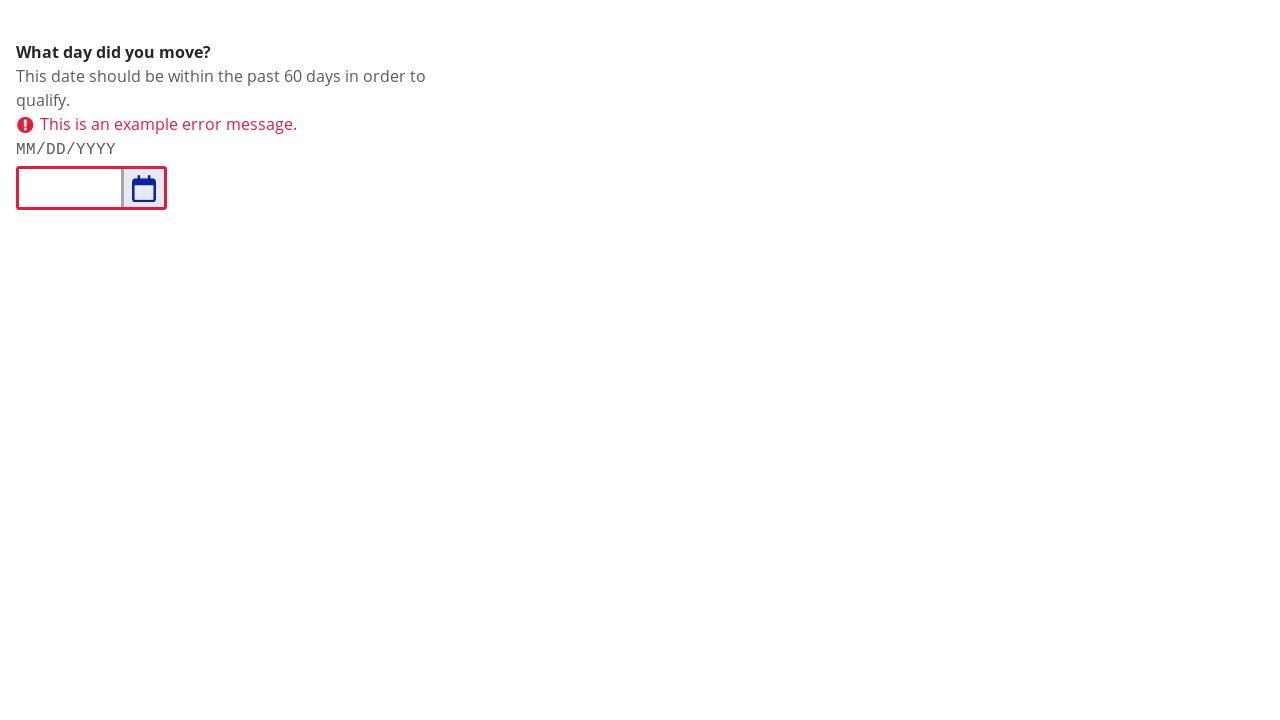 What day did you move?
This date should be within the past 60 days in order to
qualify.
This is an example error message.
MM/DD/YYYY